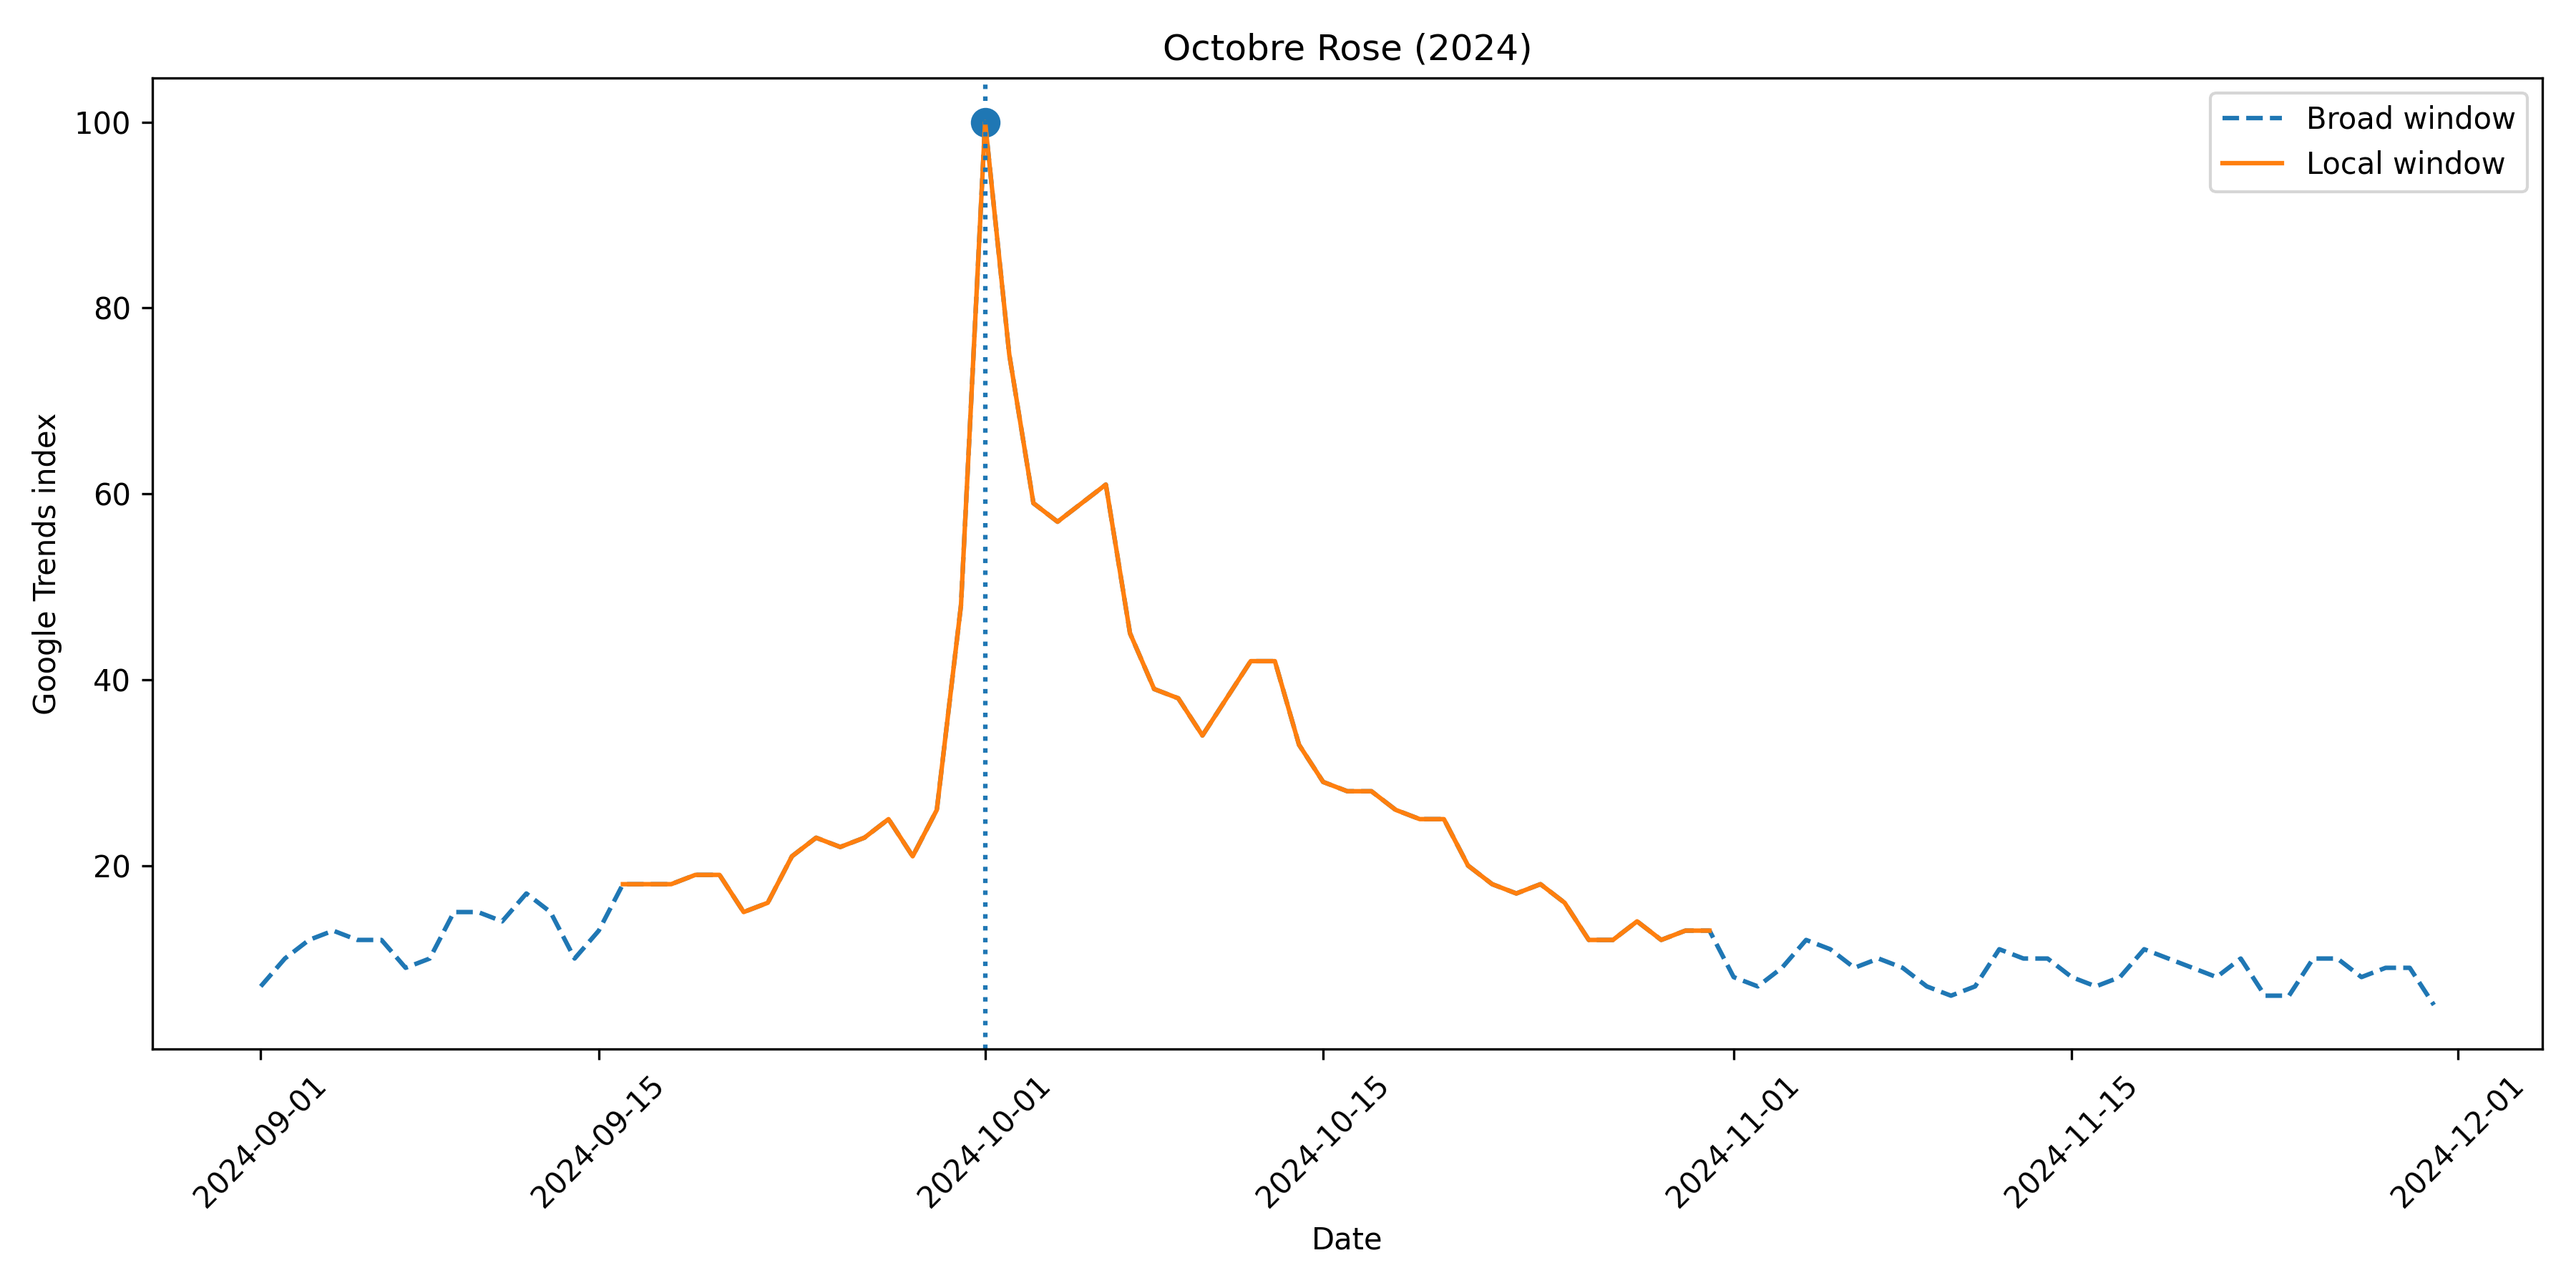 Octobre Rose (2024)
Broad window
Local window
Google Trends index
100
80
60
40
20
2024-09-01
2024-09-15
2024-10-01
2024-10-15
2024-11-01
2024-11-15
2024-12-01
Date